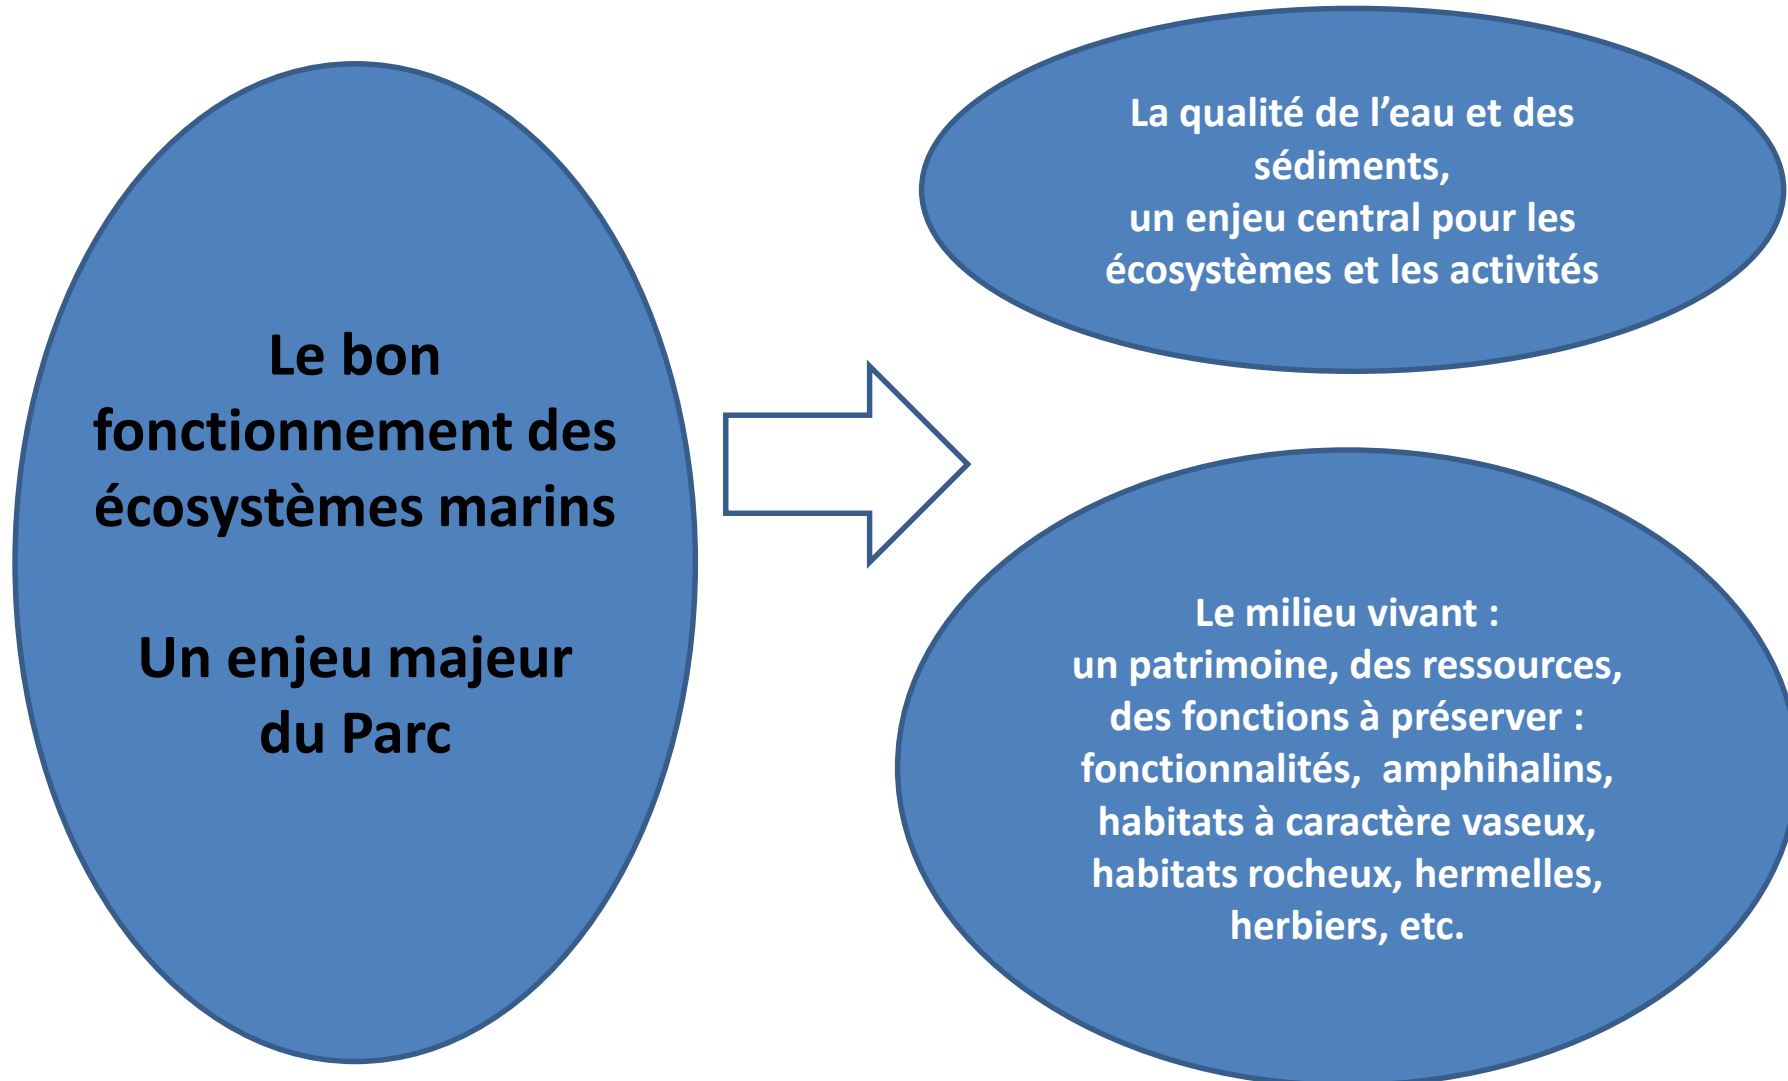 Le bon
fonctionnement des
écosystèmes marins
Un enjeu majeur
du Parc
La qualité de l’eau et des
sédiments,
un enjeu central pour les
écosystèmes et les activités
Le milieu vivant :
un patrimoine, des ressources,
des fonctions à préserver :
fonctionnalités,  amphihalins,
habitats à caractère vaseux,
habitats rocheux, hermelles,
herbiers, etc.